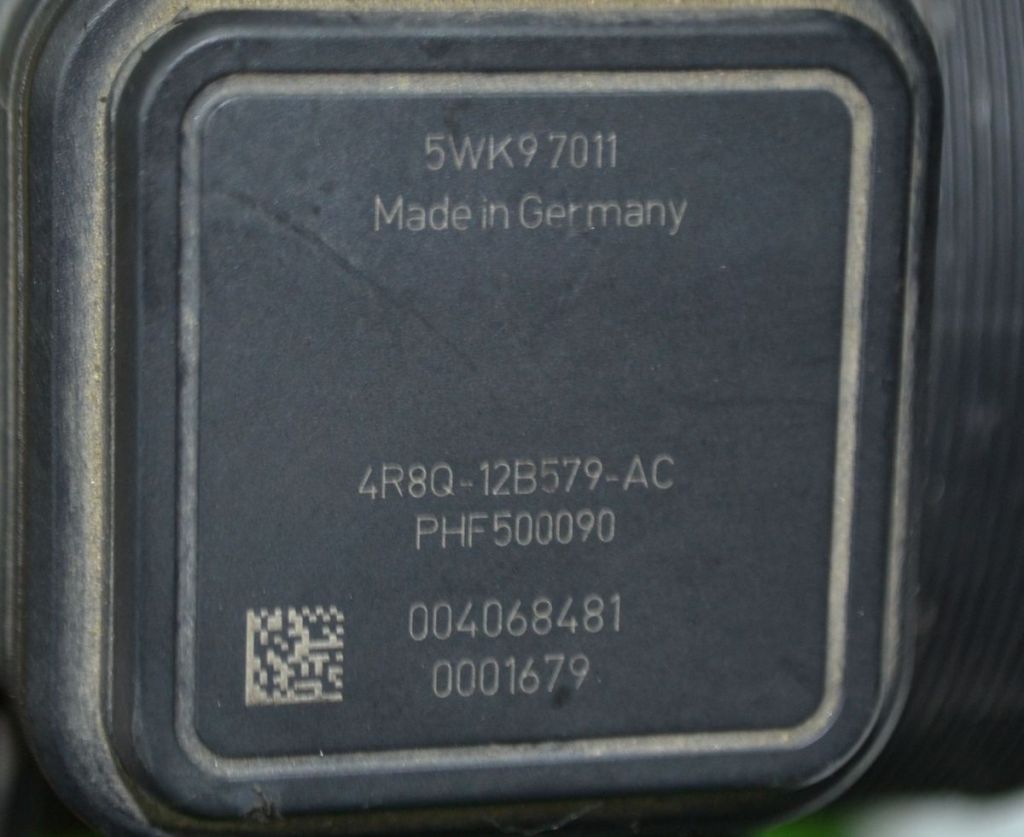 5WK9 7011
Made in Germany
4R8Q-12B579-AC
PHF500090
004068481
0001679